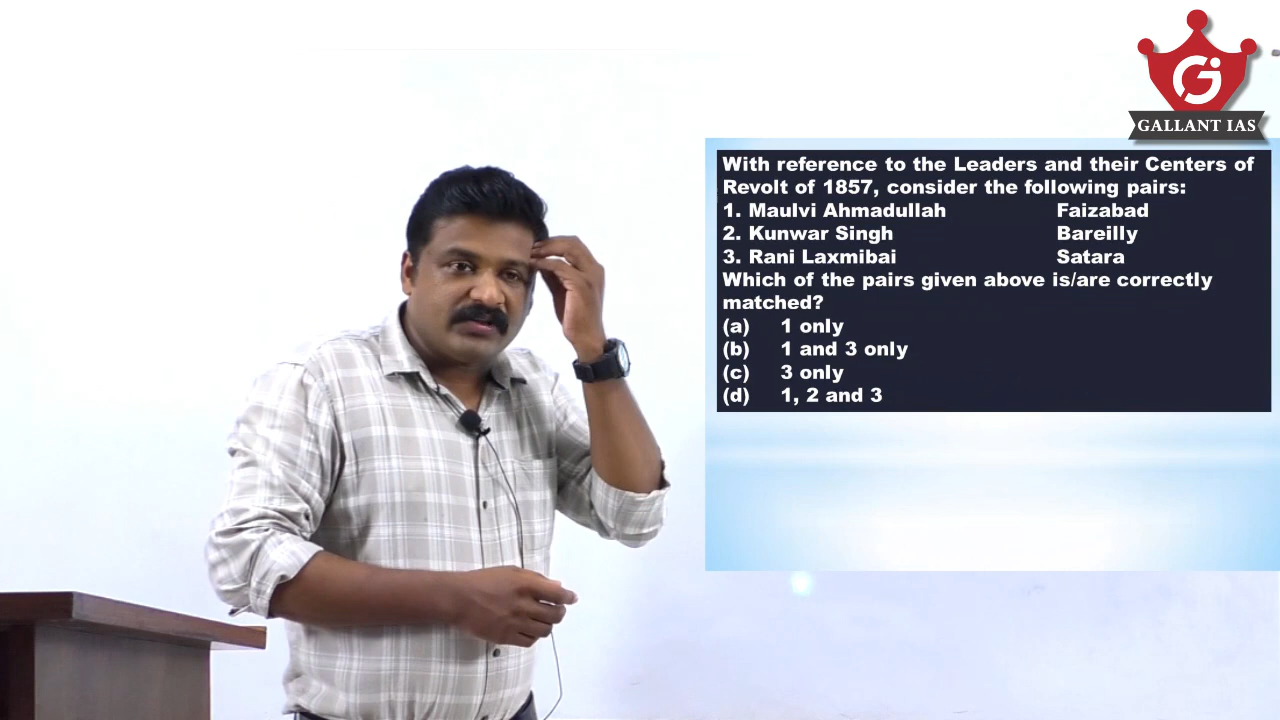 GALLANT IAS
With reference to the Leaders and their Centers of
Revolt of 1857, consider the following pairs:
1. Maulvi Ahmadullah Faizabad
2. Kunwar Singh Bareilly
3. Rani Laxmibai Satara
Which of the pairs given above is/are correctly
matched?
(a) 1 only
(b) 1 and 3 only
(c) 3 only
(d) 1, 2 and 3